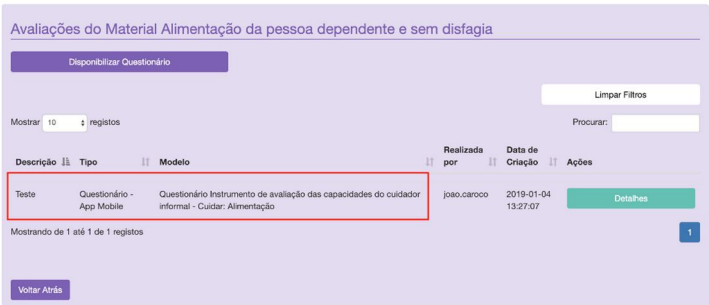 Avaliações do Material Alimentação da pessoa dependente e sem disfagia
Disponibilizar Questionário
Limpar Filtros
Mostrar 10 registos
Procurar:
Descrição Tipo Modelo Realizada por Data de Criação Ações
Teste Questionário - App Mobile Questionário Instrumento de avaliação das capacidades do cuidador informal - Cuidar: Alimentação joao.caroco 2019-01-04 13:27:07 Detalhes
Mostrando de 1 até 1 de 1 registos
1
Voltar Atrás